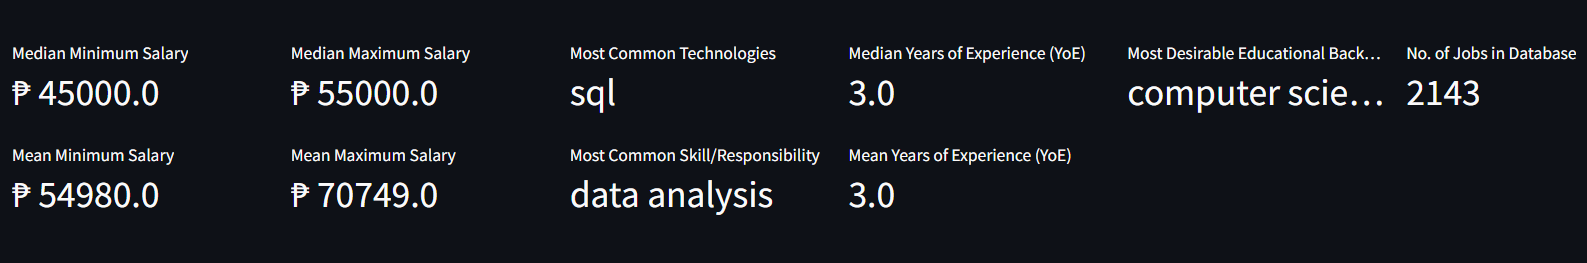 Median Minimum Salary
₱ 45000.0
Median Maximum Salary
₱ 55000.0
Most Common Technologies
sql
Median Years of Experience (YoE)
3.0
Most Desirable Educational Back...
computer scie...
No. of Jobs in Database
2143
Mean Minimum Salary
₱ 54980.0
Mean Maximum Salary
₱ 70749.0
Most Common Skill/Responsibility
data analysis
Mean Years of Experience (YoE)
3.0